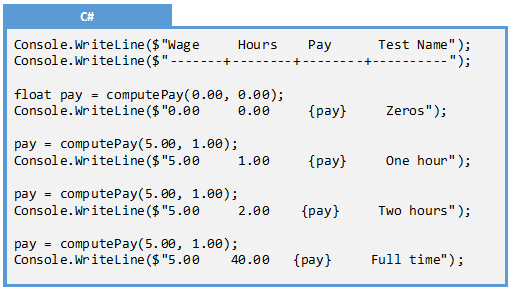 C#
Console.WriteLine($"Wage     Hours    Pay      Test Name");
Console.WriteLine($"-------+--------+--------+----------");
float pay = computePay(0.00, 0.00);
Console.WriteLine($"0.00     0.00     {pay}     Zeros");
pay = computePay(5.00, 1.00);
Console.WriteLine($"5.00     1.00     {pay}     One hour");
pay = computePay(5.00, 1.00);
Console.WriteLine($"5.00     2.00    {pay}     Two hours");
pay = computePay(5.00, 1.00);
Console.WriteLine($"5.00    40.00   {pay}     Full time");